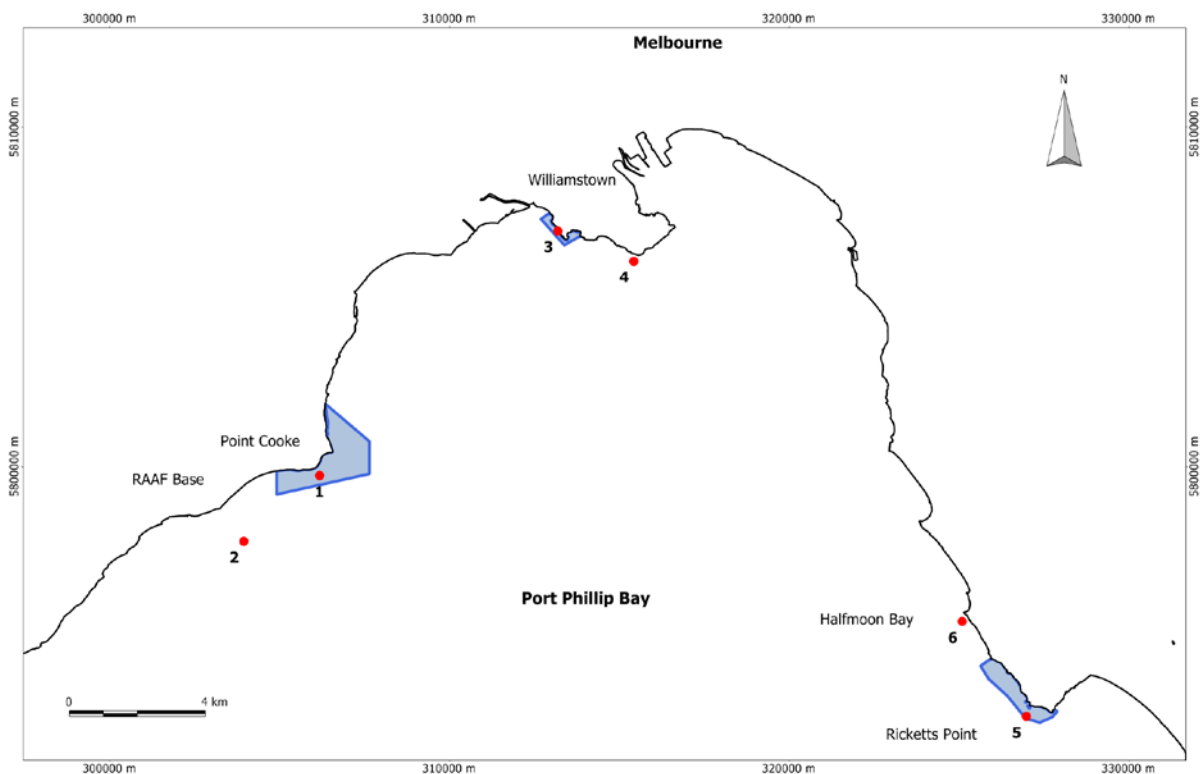 300000 m
310000 m
320000 m
330000 m
Melbourne
N
5810000 m
5810000 m
Williamstown
3
4
Point Cooke
5800000 m
5800000 m
RAAF Base
1
2
Port Phillip Bay
Halfmoon Bay
6
0
4 km
Ricketts Point
5
300000 m
310000 m
320000 m
330000 m